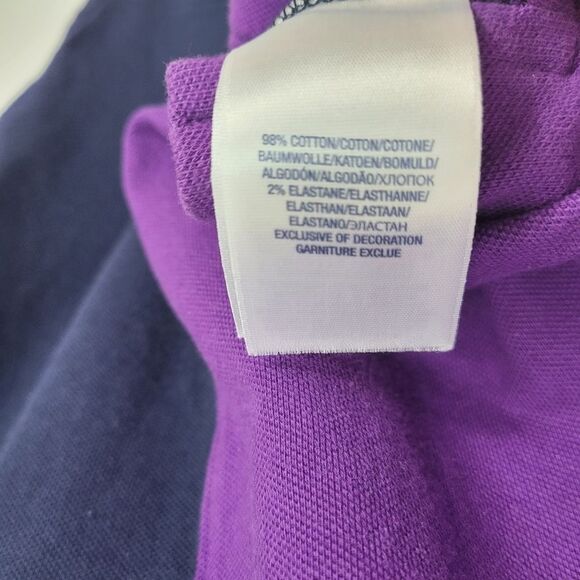 98% COTTON/COTON/COTONE/
BAUMWOLLE/KATOEN/BOMULD/
ALGODÓN/ALGODÃO/ХЛОПОК
2% ELASTANE/ELASTHANNE/
ELASTHAN/ELASTAAN/
ELASTANO/ЭЛАСТАН
EXCLUSIVE OF DECORATION
GARNITURE EXCLUE